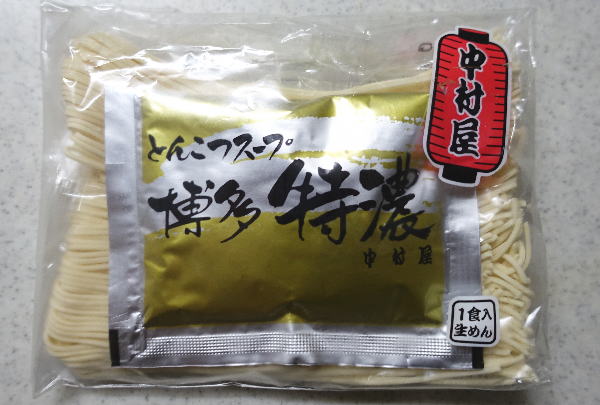 中村屋
とんこつスープ
博多特濃
中村屋
1食入
生めん